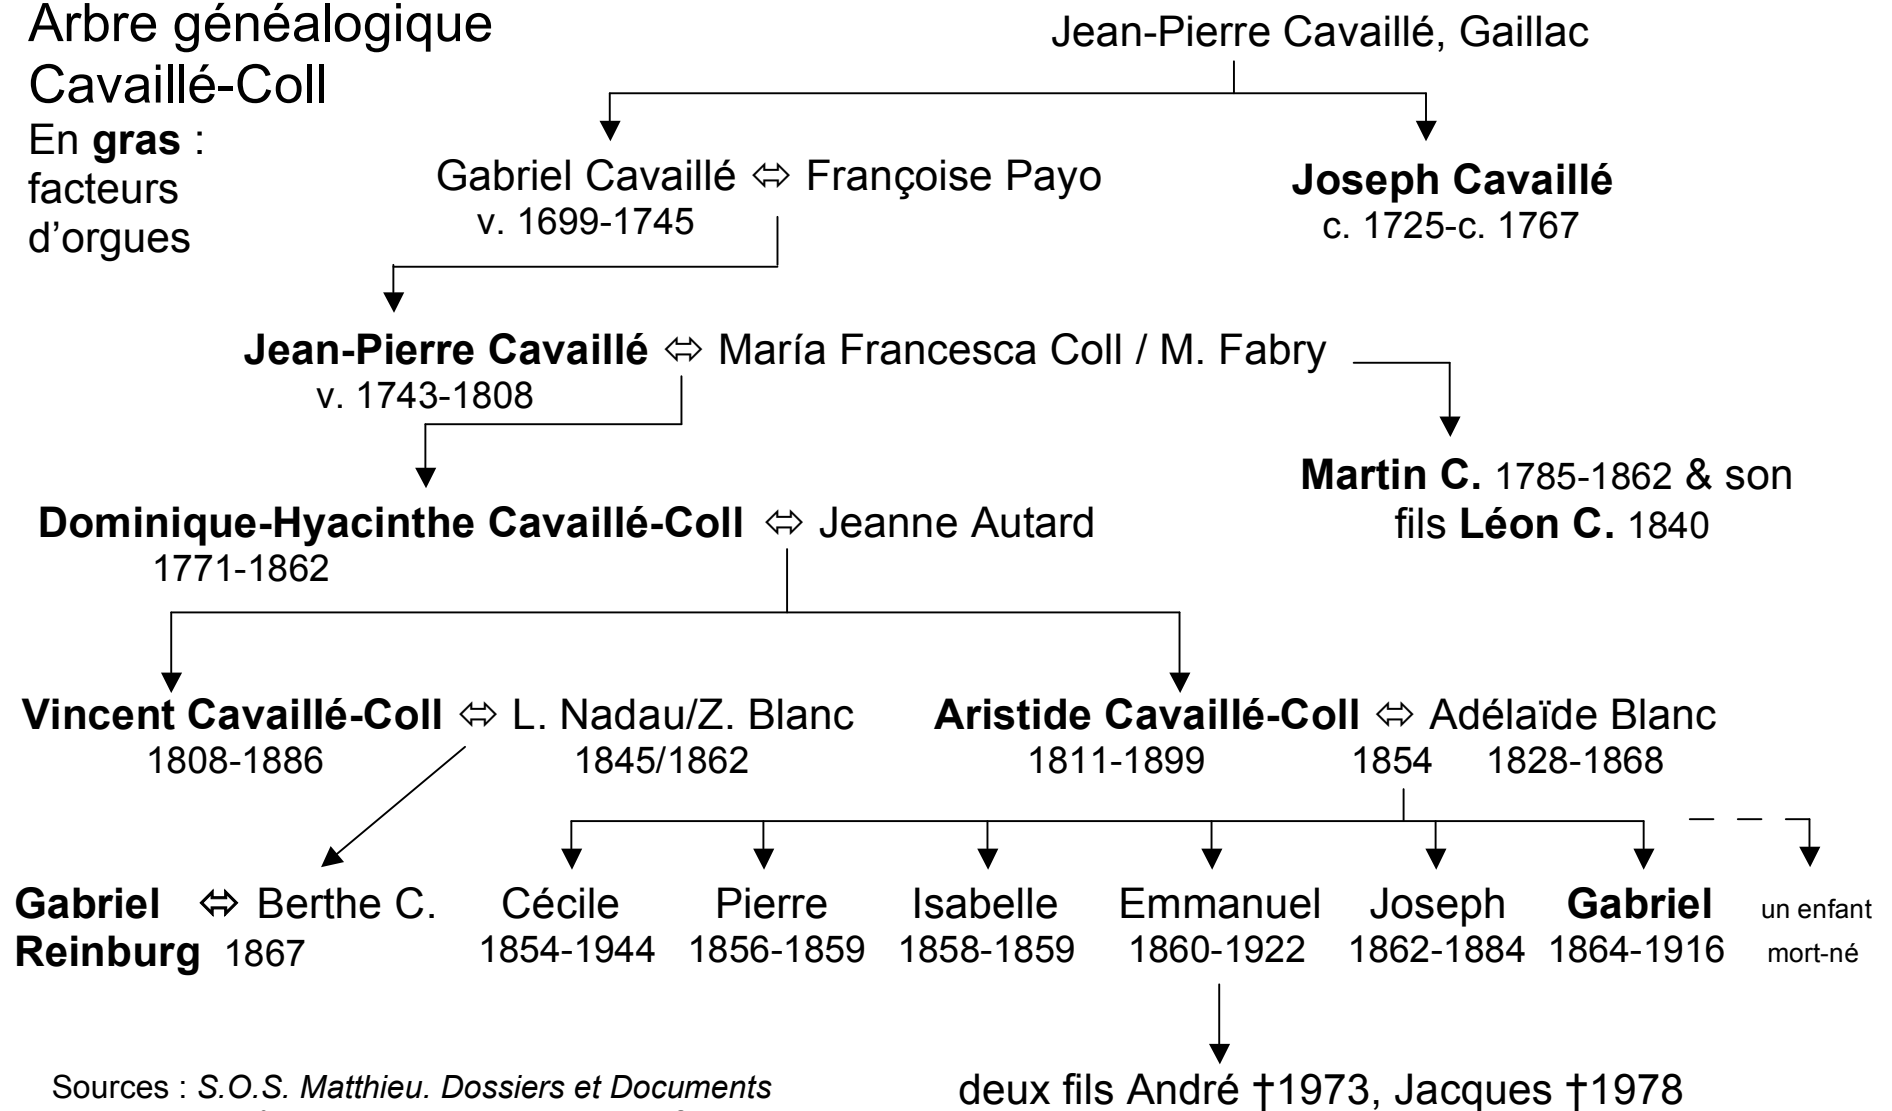 Arbre généalogique
Cavaillé-Coll
En gras :
facteurs
d’orgues
Jean-Pierre Cavaillé, Gaillac
Gabriel Cavaillé ⬄ Françoise Payo
v. 1699-1745
Joseph Cavaillé
c. 1725-c. 1767
Jean-Pierre Cavaillé ⬄ María Francesca Coll / M. Fabry
v. 1743-1808
Martin C. 1785-1862 & son
fils Léon C. 1840
Dominique-Hyacinthe Cavaillé-Coll ⬄ Jeanne Autard
1771-1862
Vincent Cavaillé-Coll ⬄ L. Nadau/Z. Blanc
1808-1886 1845/1862
Aristide Cavaillé-Coll ⬄ Adélaïde Blanc
1811-1899 1854 1828-1868
Gabriel ⬄ Berthe C.
Reinburg 1867
Cécile
1854-1944
Pierre
1856-1859
Isabelle
1858-1859
Emmanuel
1860-1922
Joseph
1862-1884
Gabriel
1864-1916
un enfant
mort-né
deux fils André †1973, Jacques †1978
Sources : S.O.S. Matthieu. Dossiers et Documents